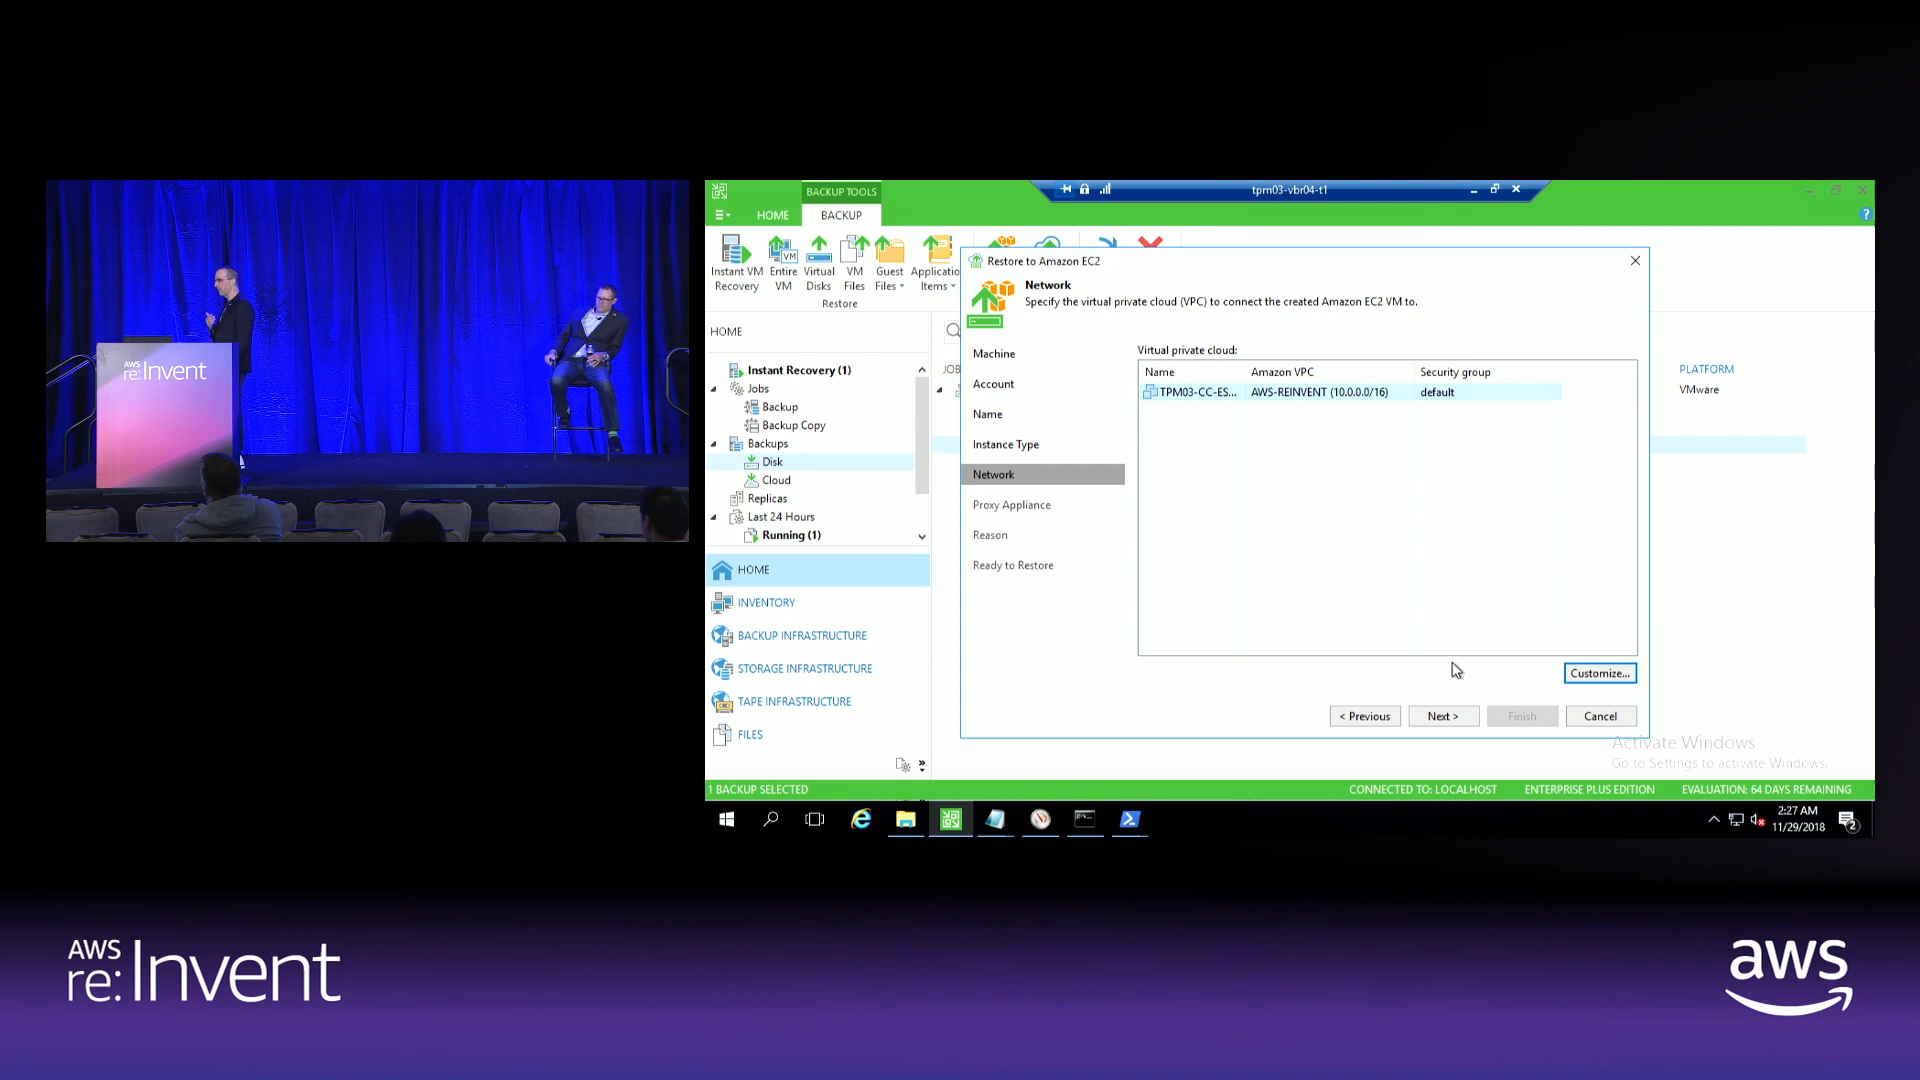 AWS
re:Invent
BACKUP TOOLS
tpm03-vbr04-t1
HOME
BACKUP
Instant VM
Recovery
Entire
VM
Virtual
Disks
VM
Files
Guest
Files
Application
Items
Restore
HOME
Instant Recovery (1)
Jobs
Backup
Backup Copy
Backups
Disk
Cloud
Replicas
Last 24 Hours
Running (1)
HOME
INVENTORY
BACKUP INFRASTRUCTURE
STORAGE INFRASTRUCTURE
TAPE INFRASTRUCTURE
FILES
JOB
Restore to Amazon EC2
Network
Specify the virtual private cloud (VPC) to connect the created Amazon EC2 VM to.
Machine
Account
Name
Instance Type
Network
Proxy Appliance
Reason
Ready to Restore
Virtual private cloud:
Name Amazon VPC Security group
TPM03-CC-ES... AWS-REINVENT (10.0.0.0/16) default
Customize...
< Previous Next > Finish Cancel
PLATFORM
VMware
Activate Windows
Go to Settings to activate Windows.
1 BACKUP SELECTED CONNECTED TO: LOCALHOST ENTERPRISE PLUS EDITION EVALUATION: 64 DAYS REMAINING
2:27 AM
11/29/2018
2
AWS
re:Invent
aws